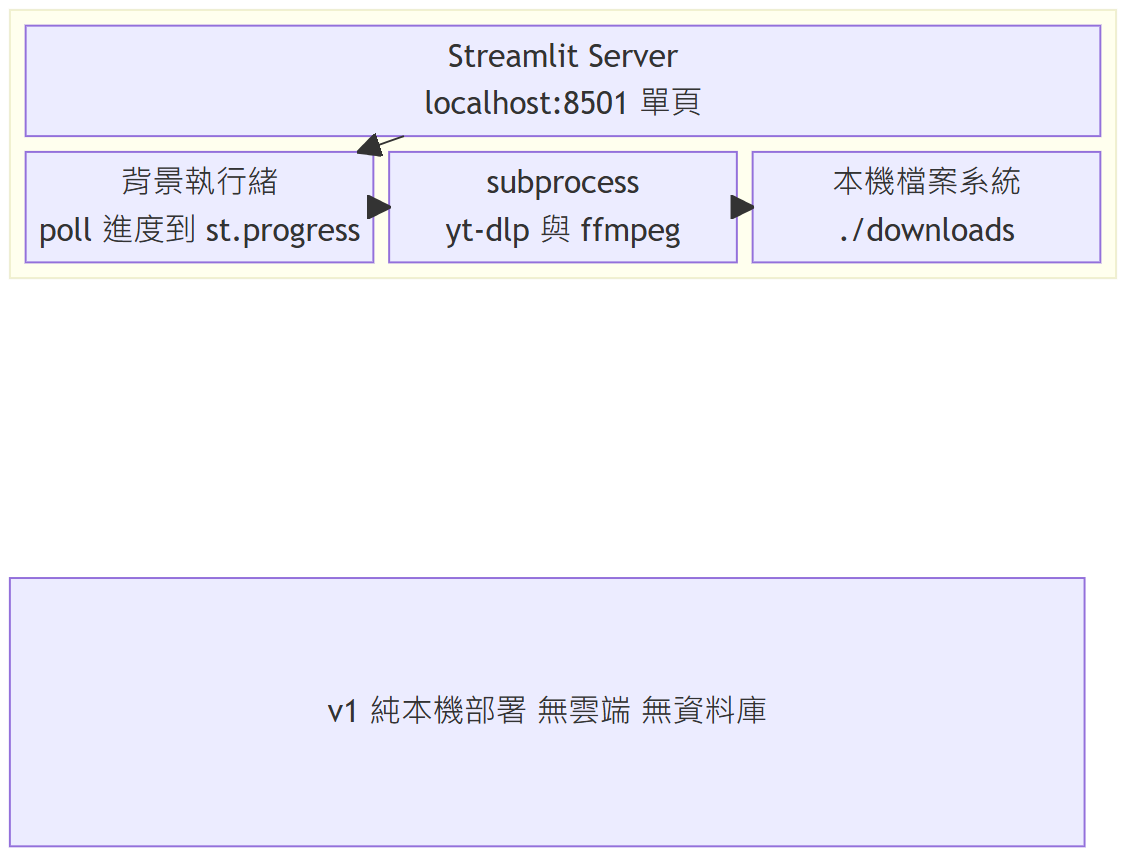 Streamlit Server
localhost:8501 單頁
背景執行緒
poll 進度到 st.progress
subprocess
yt-dlp 與 ffmpeg
本機檔案系統
./downloads
v1 純本機部署 無雲端 無資料庫